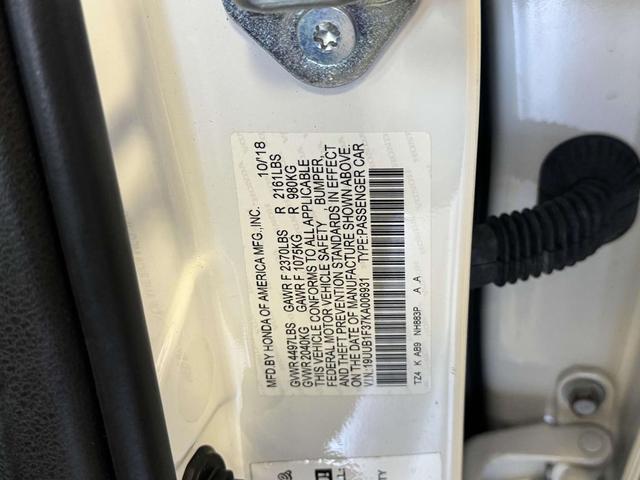 MFD.BY HONDA OF AMERICA MFG.,INC. 10/18
GVWR 4497LBS GAWR F 2370LBS R 2161LBS
GVWR 2040KG GAWR F 1075KG R 980KG
THIS VEHICLE CONFORMS TO ALL APPLICABLE
FEDERAL MOTOR VEHICLE SAFETY BUMPER,
AND THEFT PREVENTION STANDARDS IN EFFECT
ON THE DATE OF MANUFACTURE SHOWN ABOVE.
V.I.N.:19UUB1F37KA006931 TYPE:PASSENGER CAR
TZ4 K AB9 NH883P A .A